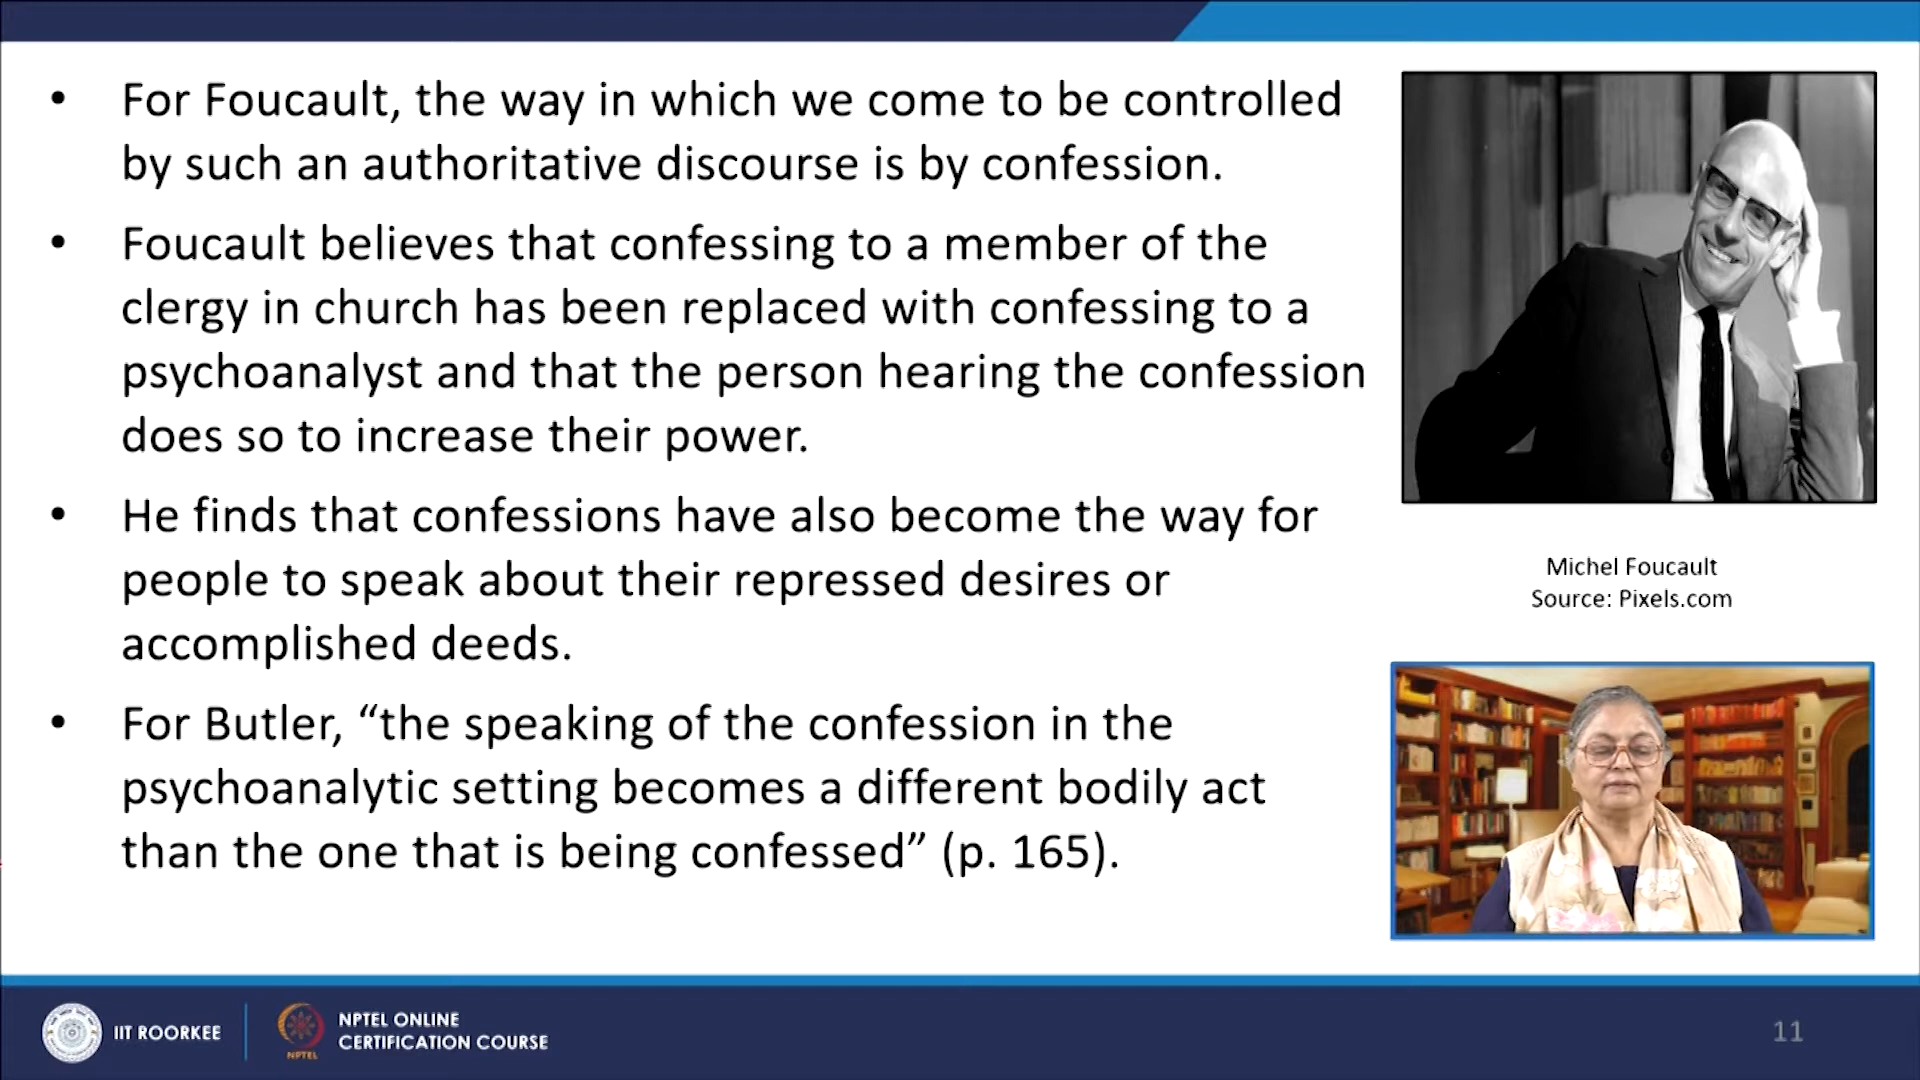 • For Foucault, the way in which we come to be controlled
by such an authoritative discourse is by confession.
• Foucault believes that confessing to a member of the
clergy in church has been replaced with confessing to a
psychoanalyst and that the person hearing the confession
does so to increase their power.
• He finds that confessions have also become the way for
people to speak about their repressed desires or
accomplished deeds.
• For Butler, “the speaking of the confession in the
psychoanalytic setting becomes a different bodily act
than the one that is being confessed” (p. 165).
Michel Foucault
Source: Pixels.com
IIT ROORKEE
NPTEL
NPTEL ONLINE
CERTIFICATION COURSE
11